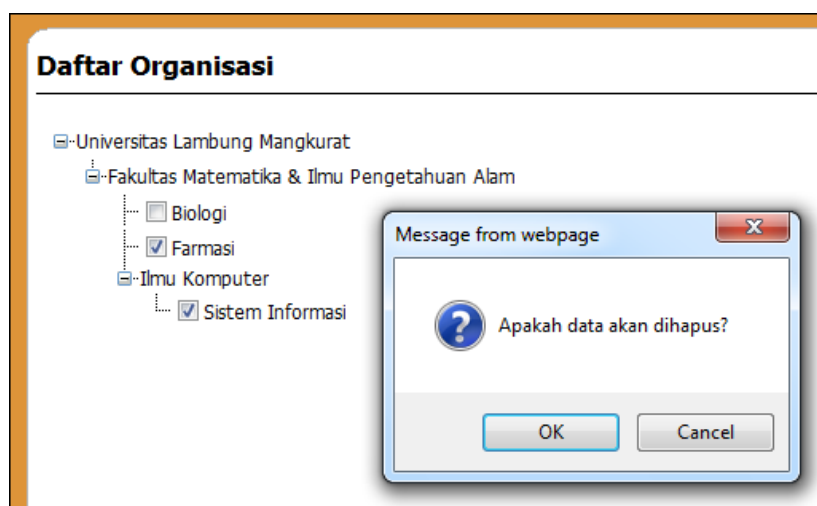 Daftar Organisasi
Universitas Lambung Mangkurat
Fakultas Matematika & Ilmu Pengetahuan Alam
Biologi
Farmasi
Ilmu Komputer
Sistem Informasi
Message from webpage
Apakah data akan dihapus?
OK Cancel